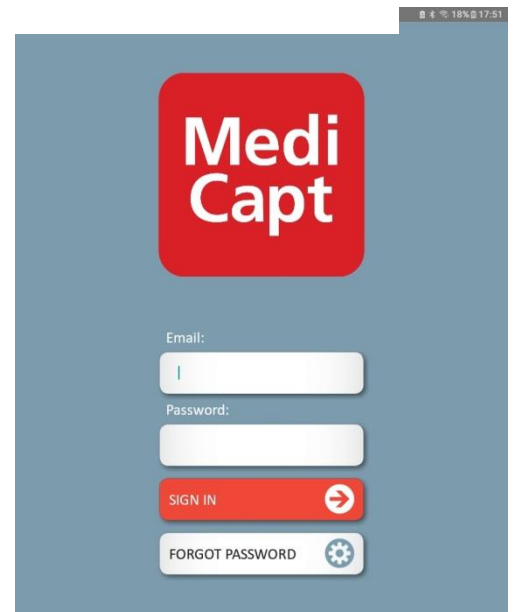 18% 17:51
Medi
Capt
Email:
Password:
SIGN IN
FORGOT PASSWORD